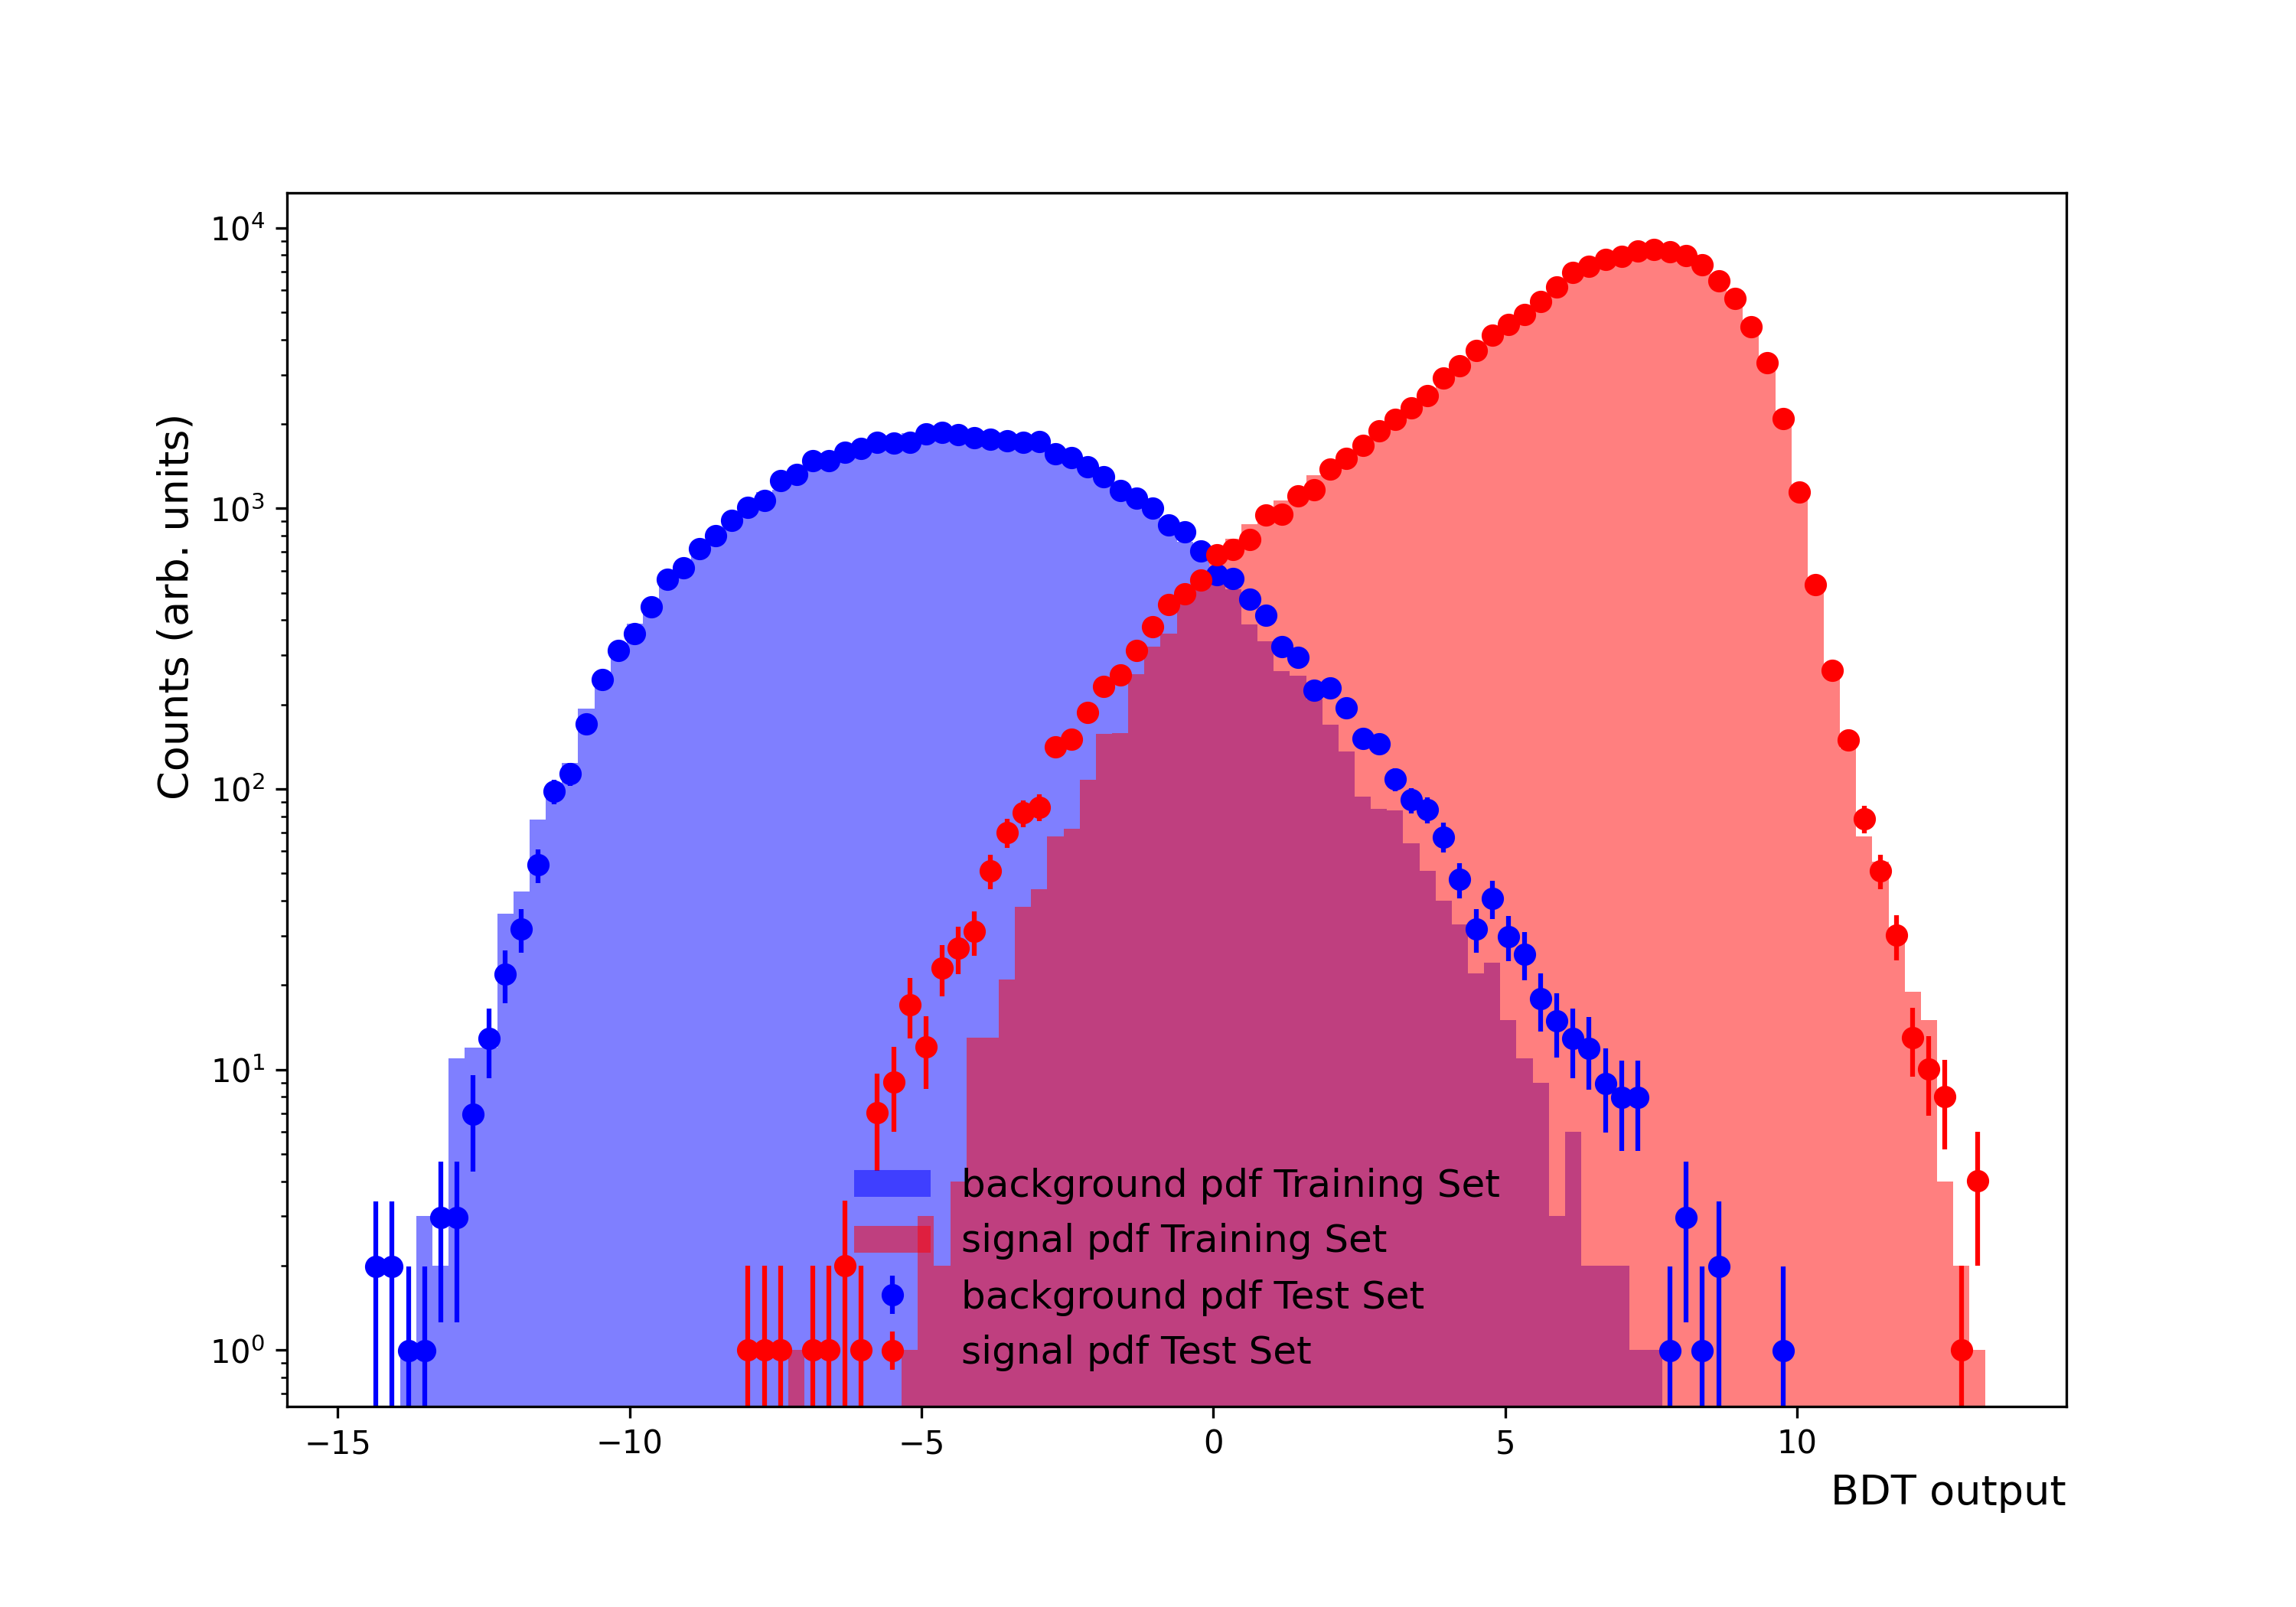 10⁴
10³
10²
10¹
10⁰
Counts (arb. units)
background pdf Training Set
signal pdf Training Set
background pdf Test Set
signal pdf Test Set
−15 −10 −5 0 5 10
BDT output